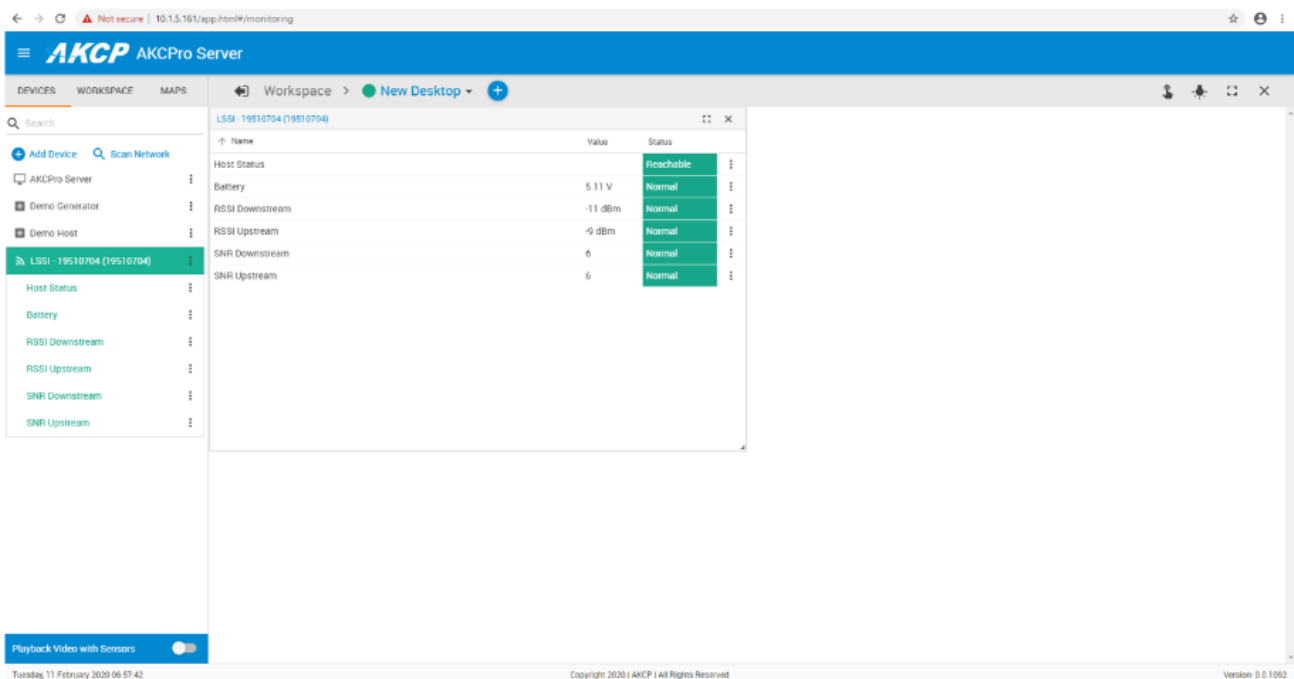 Not secure | 10.1.5.161/app.html#/monitoring
AKCP AKCPro Server
DEVICES WORKSPACE MAPS
Workspace > New Desktop
Search
Add Device Scan Network
AKCPro Server
Demo Generator
Demo Host
LSSI - 19510704 (19510704)
Host Status
Battery
RSSI Downstream
RSSI Upstream
SNR Downstream
SNR Upstream
LSSI - 19510704 (19510704)
Name Value Status
Host Status Reachable
Battery 5.11 V Normal
RSSI Downstream -11 dBm Normal
RSSI Upstream -9 dBm Normal
SNR Downstream 6 Normal
SNR Upstream 6 Normal
Playback Video with Sensors
Tuesday, 11 February 2020 06:57:42 Copyright 2020 | AKCP | All Rights Reserved Version: 0.0.1092